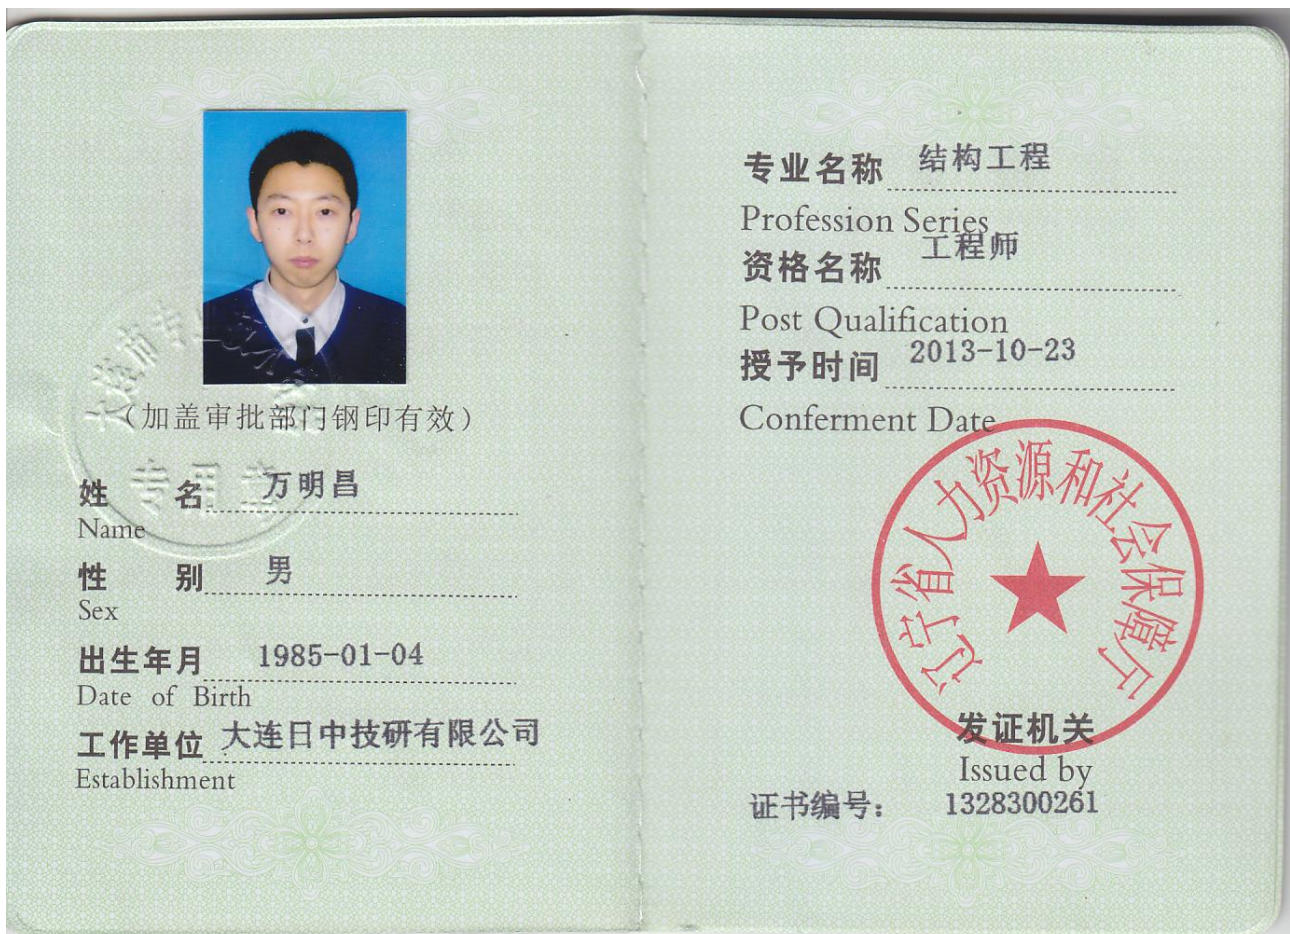 （加盖审批部门钢印有效）
姓 名 万明昌
Name
性 别 男
Sex
出生年月 1985-01-04
Date of Birth
工作单位 大连日中技研有限公司
Establishment
专用章
专业名称 结构工程
Profession Series
资格名称 工程师
Post Qualification
授予时间 2013-10-23
Conferment Date
辽宁省人力资源和社会保障厅
发证机关
Issued by
证书编号： 1328300261